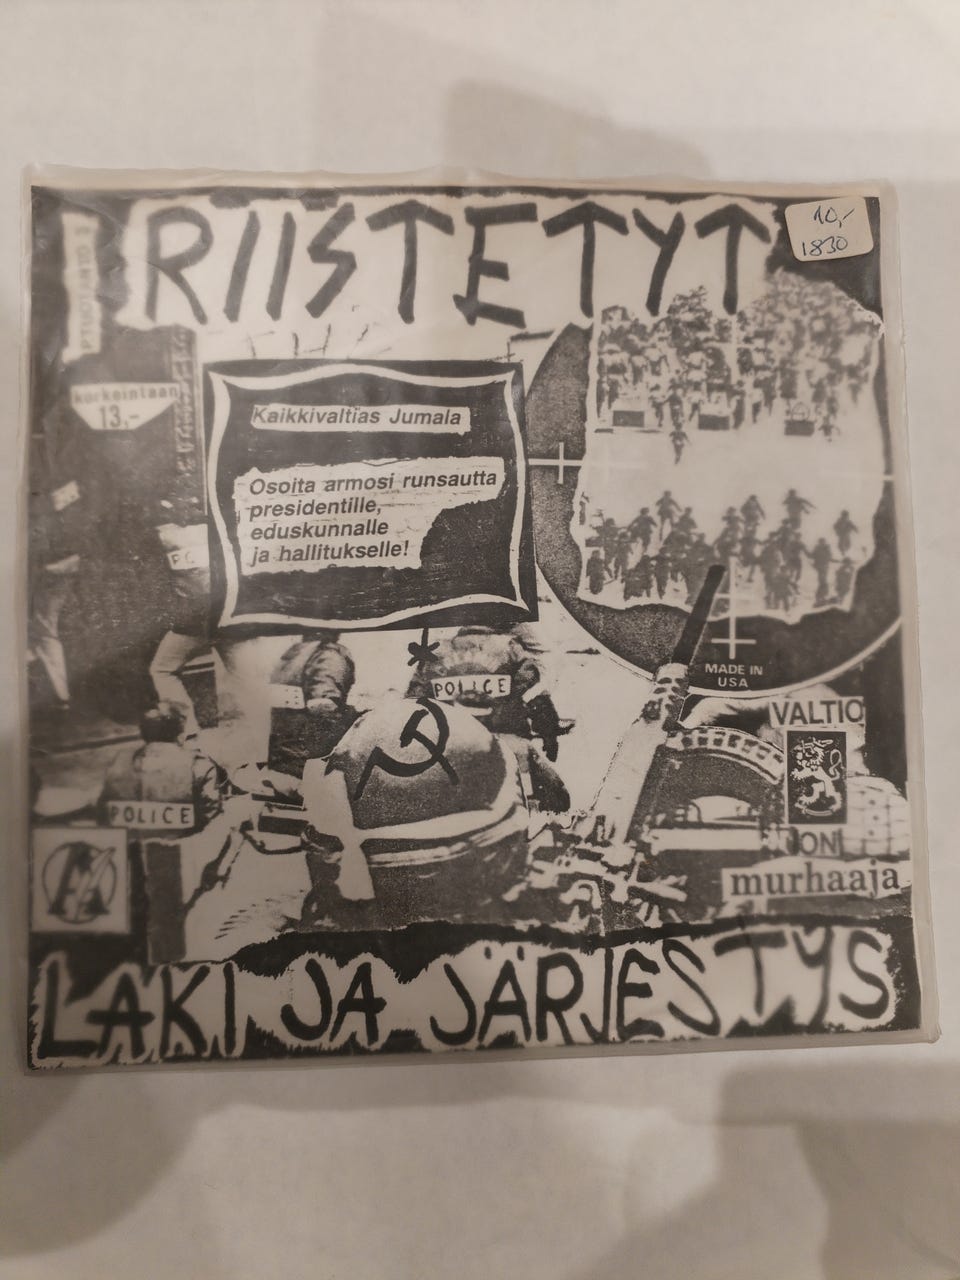 RIISTETYT
10,-
1830
korkeintaan
13,-
Kaikkivaltias Jumala
Osoita armosi runsautta
presidentille,
eduskunnalle
ja hallitukselle!
MADE IN
USA
POLICE
POLICE
VALTIO
ON
murhaaja
LAKI JA JÄRJESTYS